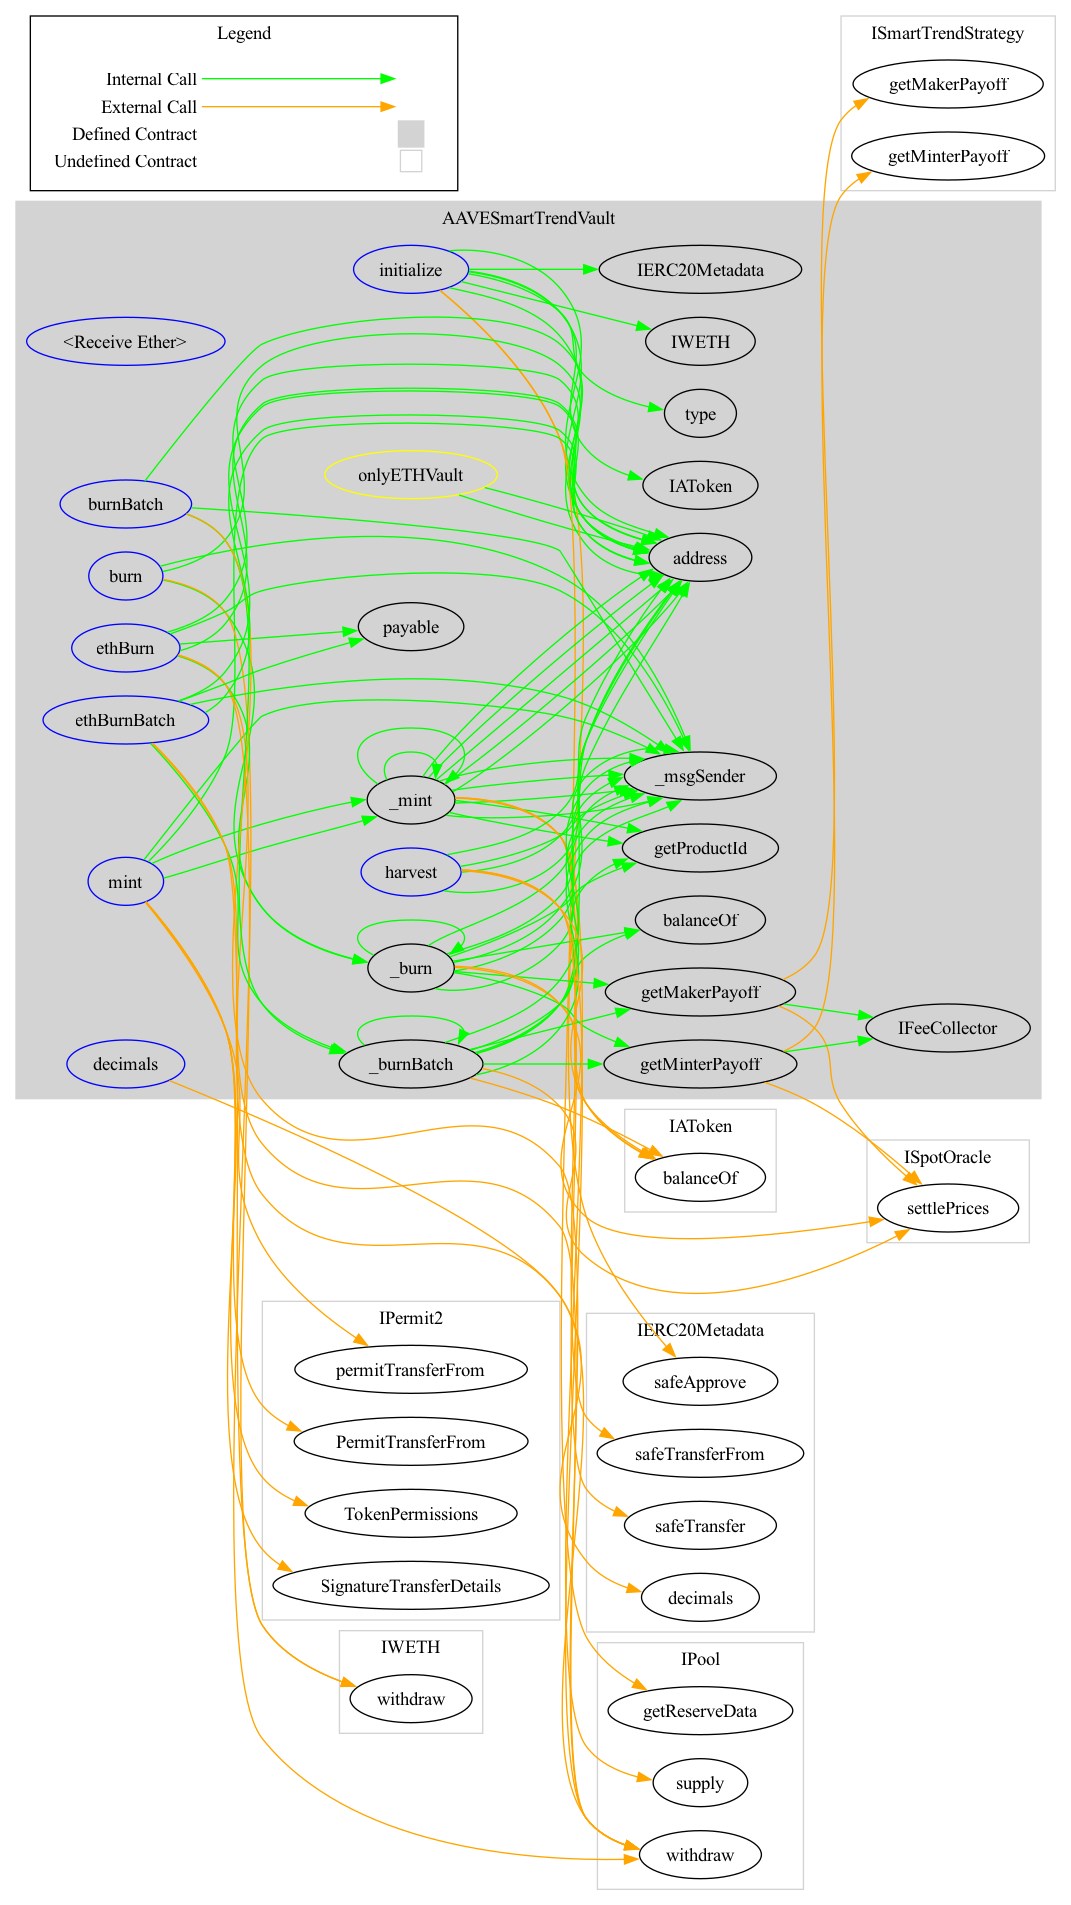 Legend
Internal Call
External Call
Defined Contract
Undefined Contract
ISmartTrendStrategy
getMakerPayoff
getMinterPayoff
AAVESmartTrendVault
initialize
IERC20Metadata
<Receive Ether>
IWETH
type
onlyETHVault
IAToken
burnBatch
address
burn
payable
ethBurn
ethBurnBatch
_msgSender
_mint
getProductId
harvest
mint
balanceOf
_burn
getMakerPayoff
IFeeCollector
decimals
_burnBatch
getMinterPayoff
IAToken
balanceOf
ISpotOracle
settlePrices
IPermit2
permitTransferFrom
PermitTransferFrom
TokenPermissions
SignatureTransferDetails
IERC20Metadata
safeApprove
safeTransferFrom
safeTransfer
decimals
IWETH
withdraw
IPool
getReserveData
supply
withdraw